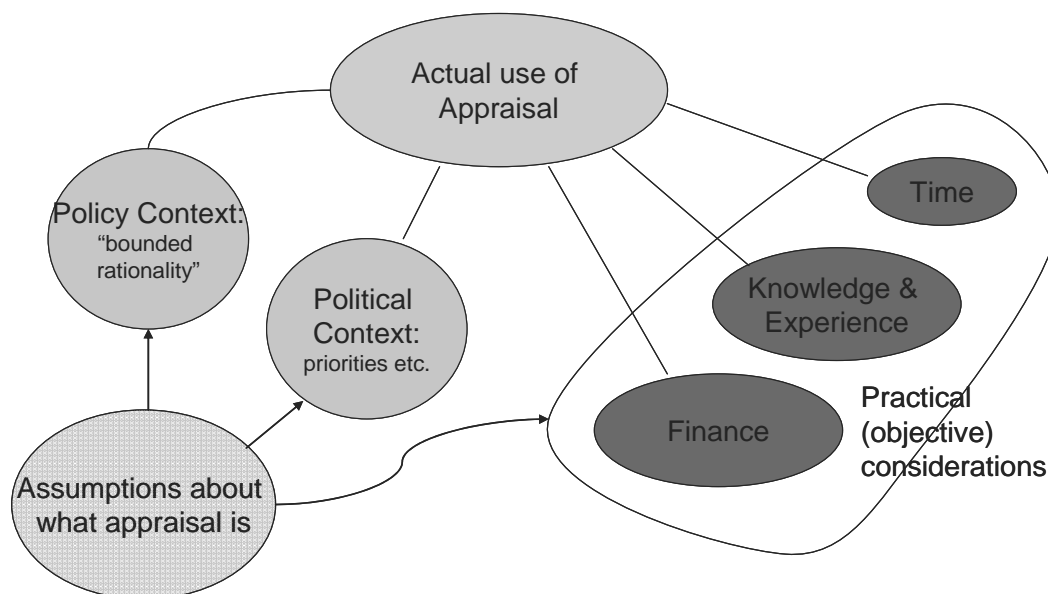 Actual use of
Appraisal
Policy Context:
“bounded
rationality”
Time
Political
Context:
priorities etc.
Knowledge &
Experience
Practical
(objective)
considerations
Finance
Assumptions about
what appraisal is